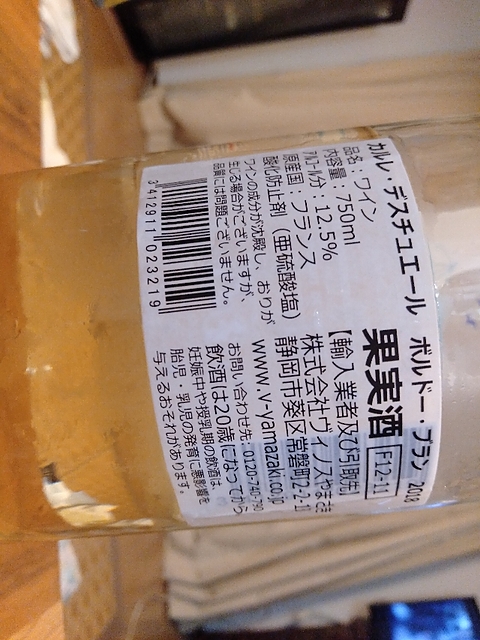 カルレ・デスチュエール ボルドー・ブラン 2018
品名：ワイン
内容量：750ml
アルコール分：12.5%
原産国：フランス
酸化防止剤（亜硫酸塩）
ワインの成分が沈殿し、おりが
生じる場合がございますが、
品質には問題ございません。
3 412911 023219
果実酒 F12-11
【輸入業者及び引取先】
株式会社ヴィノスやまざき
静岡市葵区常盤町2-2-1
www.v-yamazaki.co.jp
お問い合わせ先:0120-740-790
飲酒は20歳になってから
妊娠中や授乳期の飲酒は
胎児・乳児の発育に悪影響を
与えるおそれがあります。